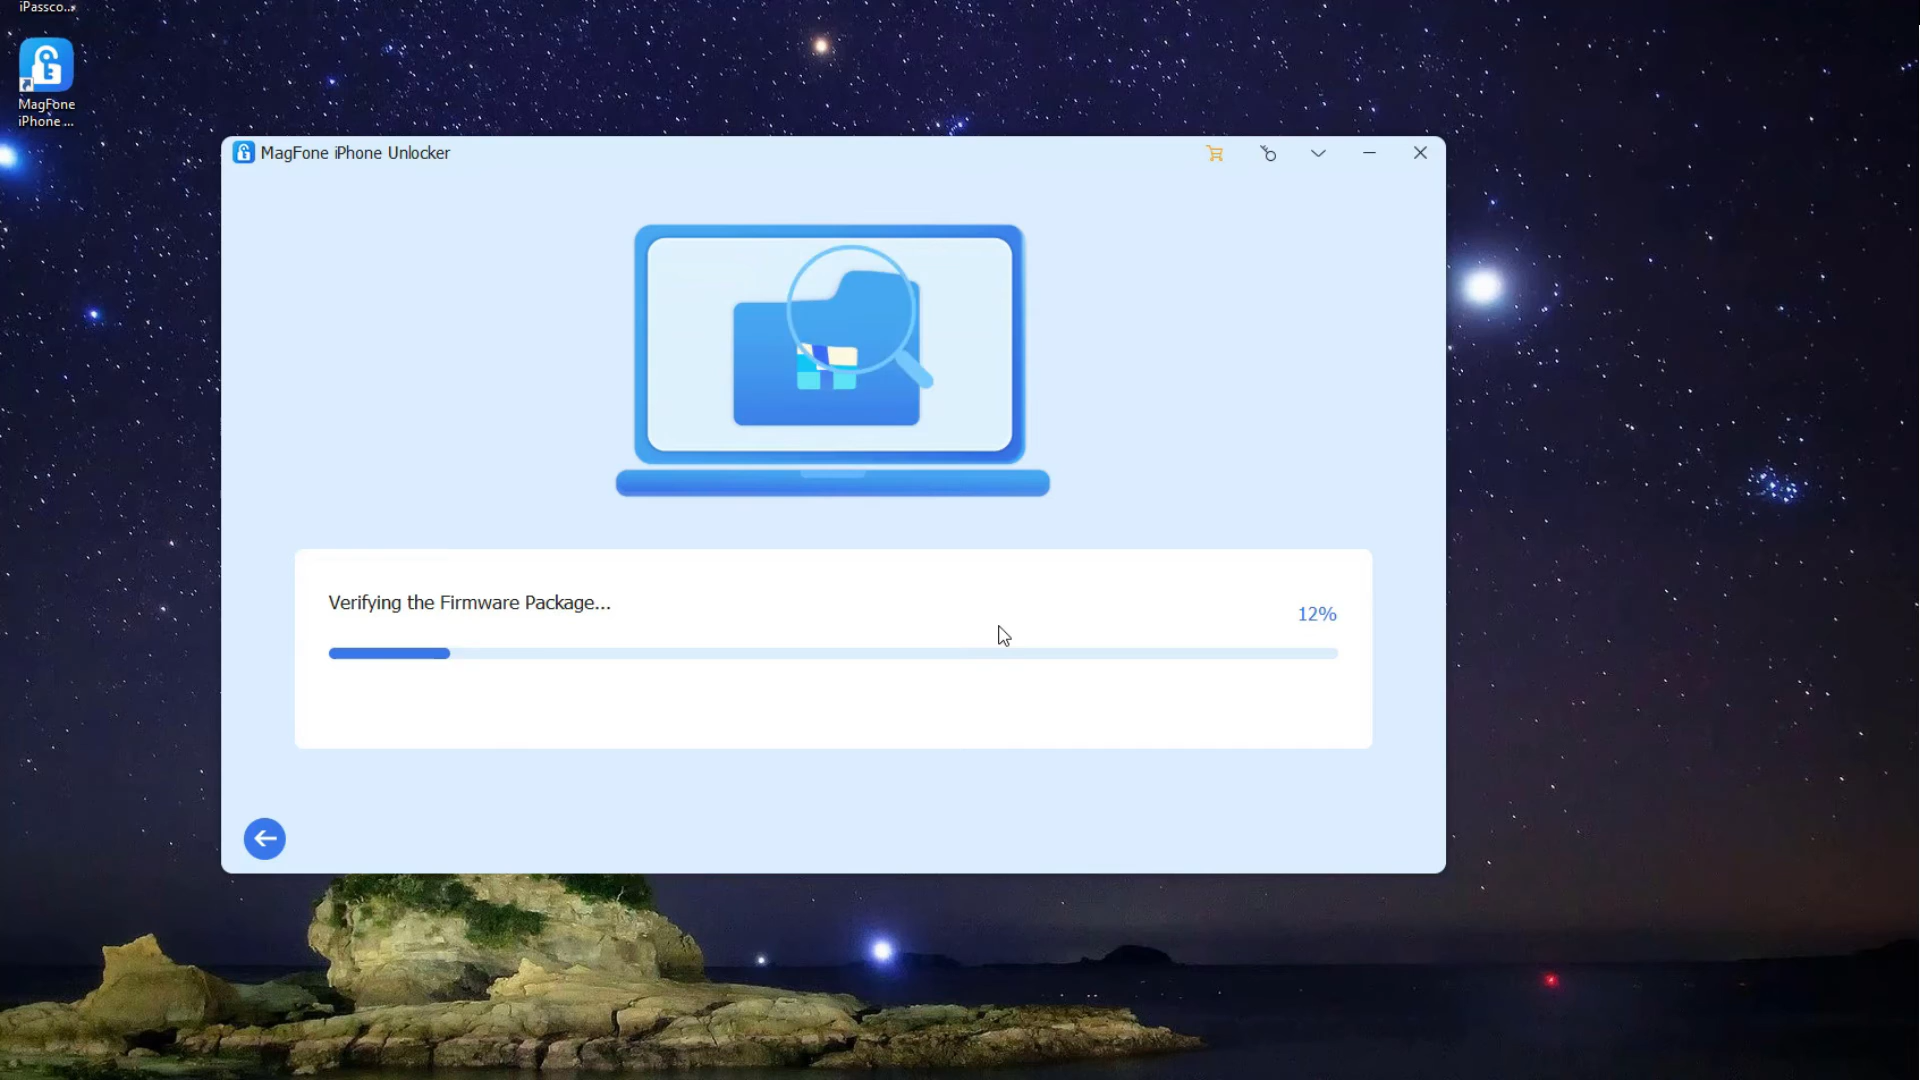 iPassco...
MagFone
iPhone ...
MagFone iPhone Unlocker
Verifying the Firmware Package...
12%